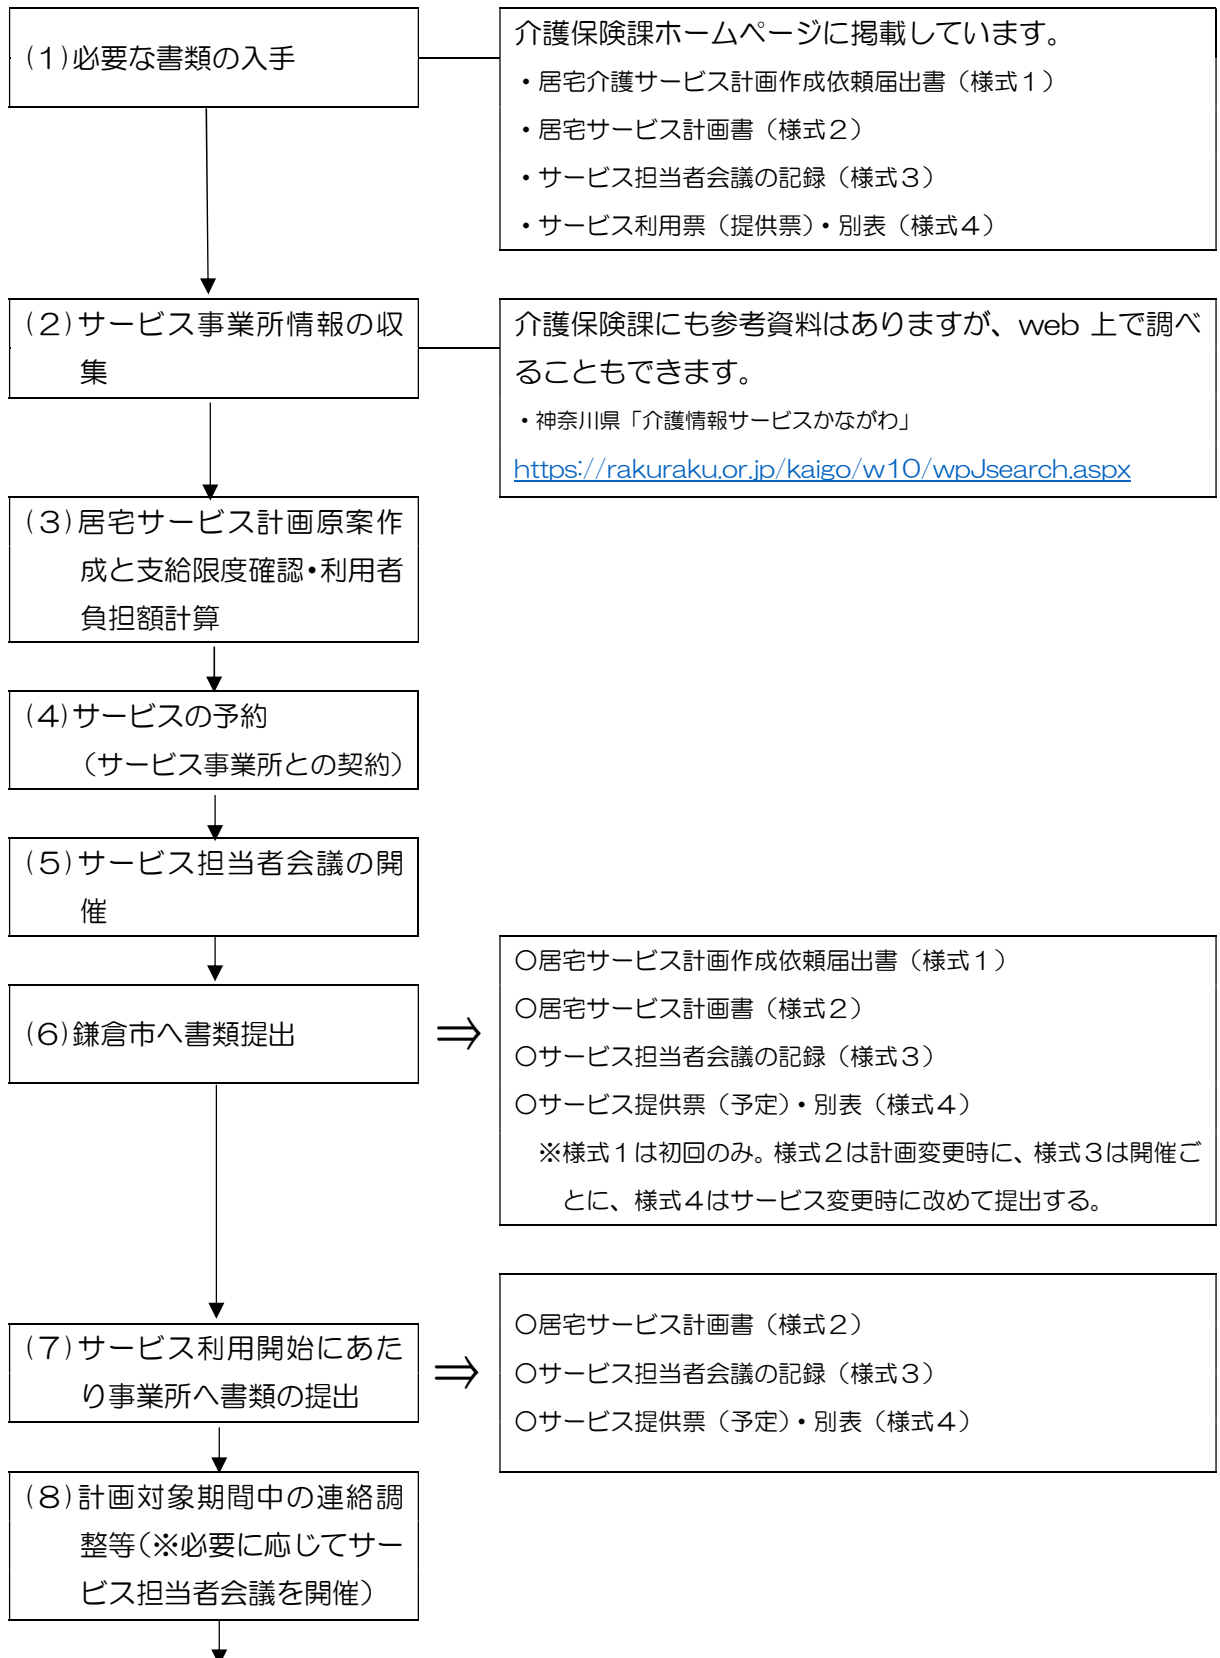 (1)必要な書類の入手
介護保険課ホームページに掲載しています。
・居宅介護サービス計画作成依頼届出書（様式１）
・居宅サービス計画書（様式２）
・サービス担当者会議の記録（様式３）
・サービス利用票（提供票）・別表（様式４）
(2)サービス事業所情報の収
集
介護保険課にも参考資料はありますが、web 上で調べ
ることもできます。
・神奈川県「介護情報サービスかながわ」
https://rakuraku.or.jp/kaigo/w10/wpJsearch.aspx
(3)居宅サービス計画原案作
成と支給限度確認・利用者
負担額計算
(4)サービスの予約
（サービス事業所との契約）
(5)サービス担当者会議の開
催
(6)鎌倉市へ書類提出
⇒
〇居宅サービス計画作成依頼届出書（様式１）
〇居宅サービス計画書（様式２）
〇サービス担当者会議の記録（様式３）
〇サービス提供票（予定）・別表（様式４）
※様式１は初回のみ。様式２は計画変更時に、様式３は開催ご
とに、様式４はサービス変更時に改めて提出する。
(7)サービス利用開始にあた
り事業所へ書類の提出
⇒
〇居宅サービス計画書（様式２）
〇サービス担当者会議の記録（様式３）
〇サービス提供票（予定）・別表（様式４）
(8)計画対象期間中の連絡調
整等（※必要に応じてサー
ビス担当者会議を開催）